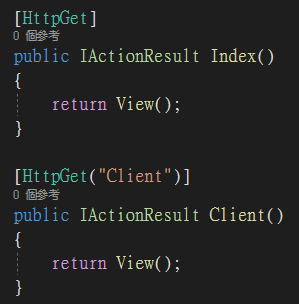 [HttpGet]
0 個參考
public IActionResult Index()
{
return View();
}
[HttpGet("Client")]
0 個參考
public IActionResult Client()
{
return View();
}